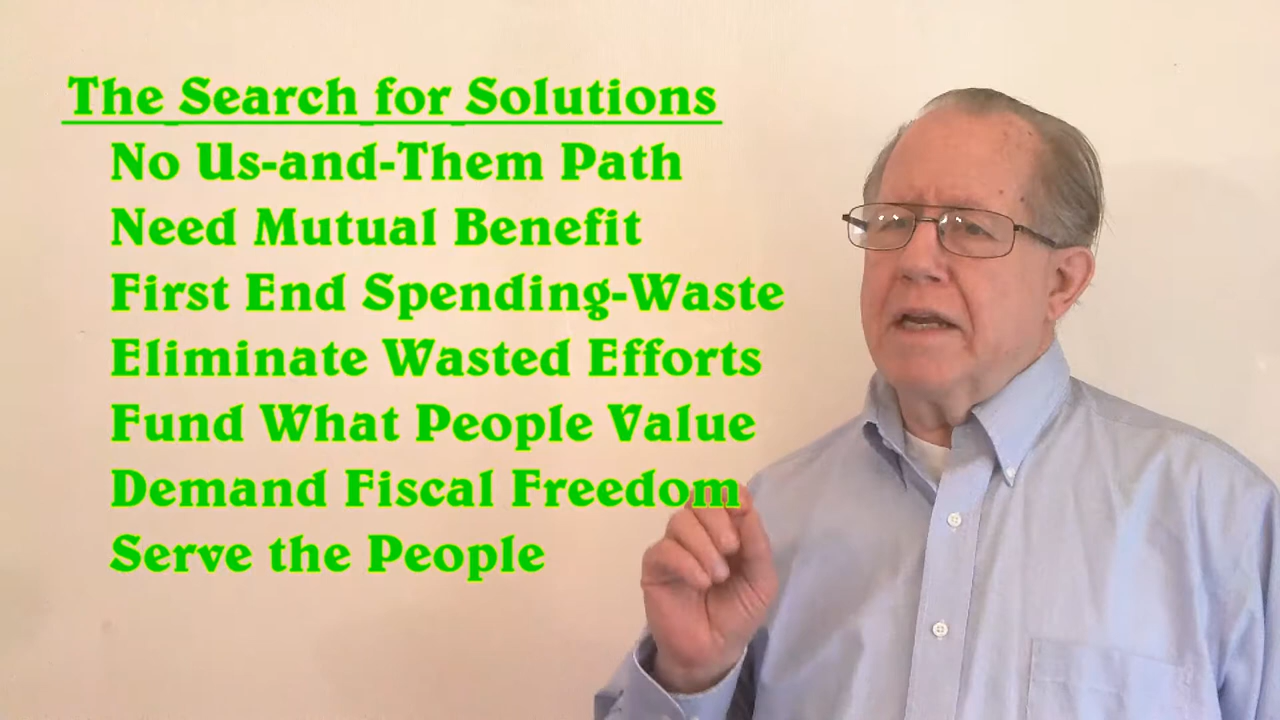 The Search for Solutions
No Us-and-Them Path
Need Mutual Benefit
First End Spending-Waste
Eliminate Wasted Efforts
Fund What People Value
Demand Fiscal Freedom
Serve the People